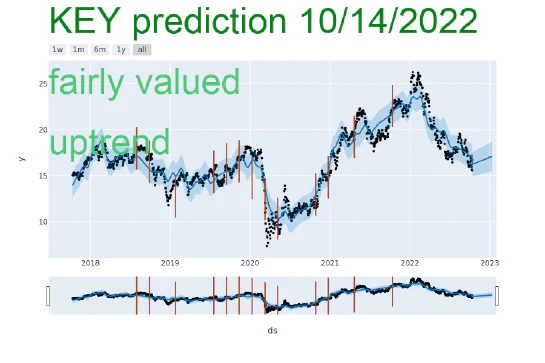 KEY prediction 10/14/2022
1w 1m 6m 1y all
fairly valued
uptrend
25
20
15
10
y
2018 2019 2020 2021 2022 2023
ds